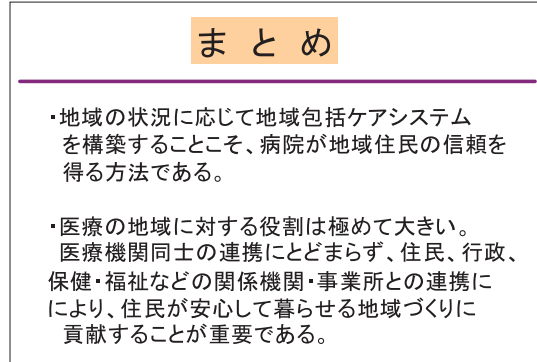 まとめ
・地域の状況に応じて地域包括ケアシステム
を構築することこそ、病院が地域住民の信頼を
得る方法である。
・医療の地域に対する役割は極めて大きい。
医療機関同士の連携にとどまらず、住民、行政、
保健・福祉などの関係機関・事業所との連携に
により、住民が安心して暮らせる地域づくりに
貢献することが重要である。